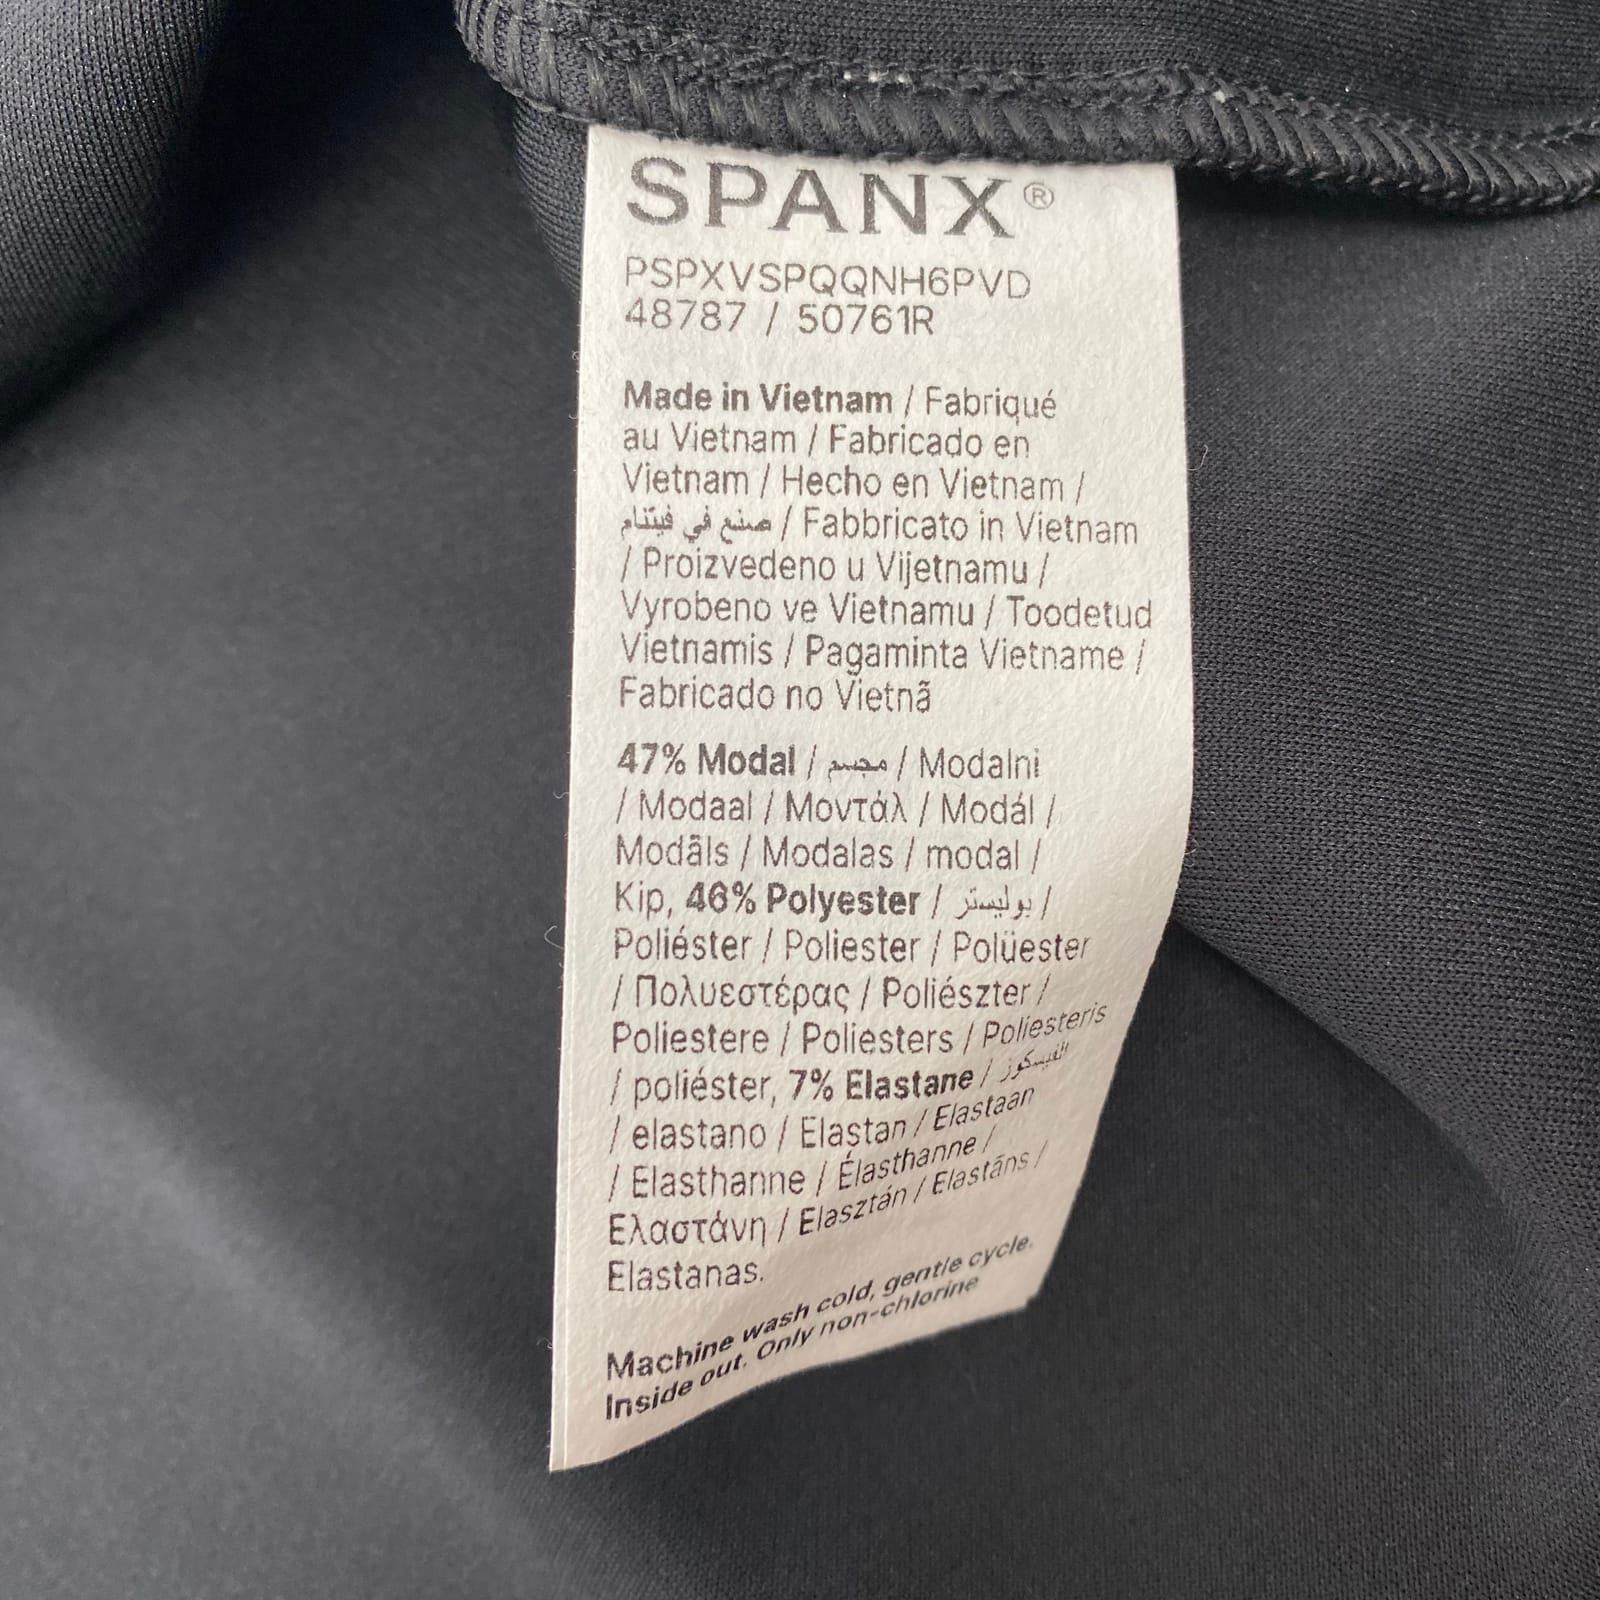 SPANX®
PSPXVSPQQNH6PVD
48787 / 50761R
Made in Vietnam / Fabriqué
au Vietnam / Fabricado en
Vietnam / Hecho en Vietnam /
صنع في فيتنام / Fabbricato in Vietnam
/ Proizvedeno u Vijetnamu /
Vyrobeno ve Vietnamu / Toodetud
Vietnamis / Pagaminta Vietname /
Fabricado no Vietnã
47% Modal / مجسم / Modalni
/ Modaal / Μοντάλ / Modál /
Modāls / Modalas / modal /
Kip, 46% Polyester / بوليستر /
Poliéster / Poliester / Polüester
/ Πολυεστέρας / Poliészter /
Poliestere / Poliesters / Poliesteris
/ poliéster, 7% Elastane / الفيسكوز
/ elastano / Elastan / Elastaan
/ Elasthanne / Élasthanne /
Ελαστάνη / Elasztán / Elastāns /
Elastanas.
Machine wash cold, gentle cycle.
Inside out. Only non-chlorine